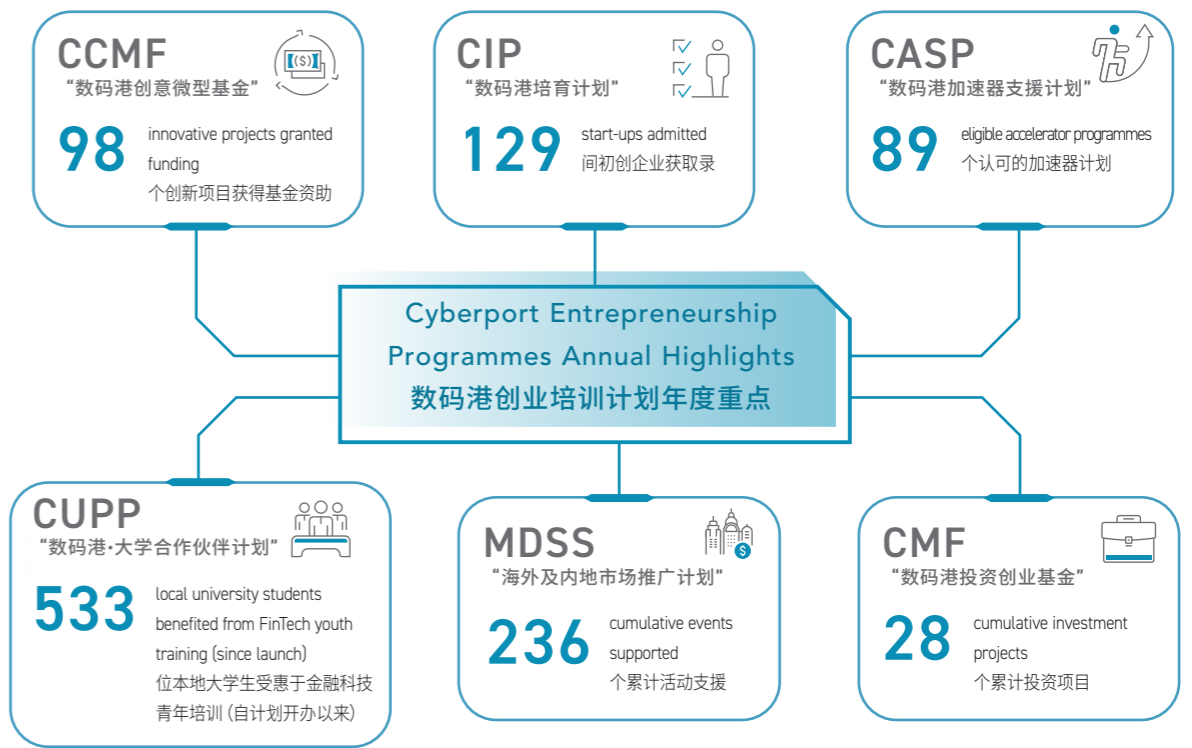 CCMF
“数码港创意微型基金”
98
innovative projects granted
funding
个创新项目获得基金资助
CIP
“数码港培育计划”
129
start-ups admitted
间初创企业获取录
CASP
“数码港加速器支援计划”
89
eligible accelerator programmes
个认可的加速器计划
Cyberport Entrepreneurship
Programmes Annual Highlights
数码港创业培训计划年度重点
CUPP
“数码港·大学合作伙伴计划”
533
local university students
benefited from FinTech youth
training (since launch)
位本地大学生受惠于金融科技
青年培训 (自计划开办以来)
MDSS
“海外及内地市场推广计划”
236
cumulative events
supported
个累计活动支援
CMF
“数码港投资创业基金”
28
cumulative investment
projects
个累计投资项目